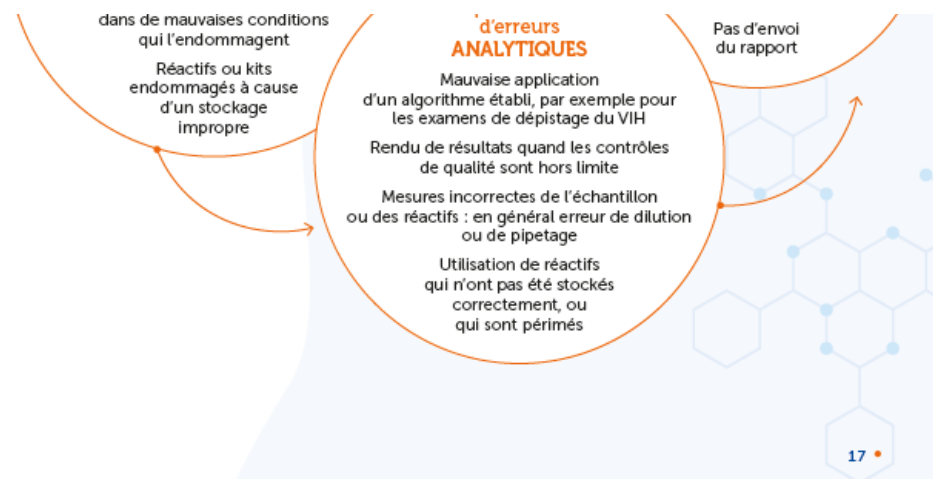 dans de mauvaises conditions
qui l'endommagent
Réactifs ou kits
endommagés à cause
d'un stockage
impropre
d'erreurs
ANALYTIQUES
Mauvaise application
d'un algorithme établi, par exemple pour
les examens de dépistage du VIH
Rendu de résultats quand les contrôles
de qualité sont hors limite
Mesures incorrectes de l'échantillon
ou des réactifs : en général erreur de dilution
ou de pipetage
Utilisation de réactifs
qui n'ont pas été stockés
correctement, ou
qui sont périmés
Pas d'envoi
du rapport
17